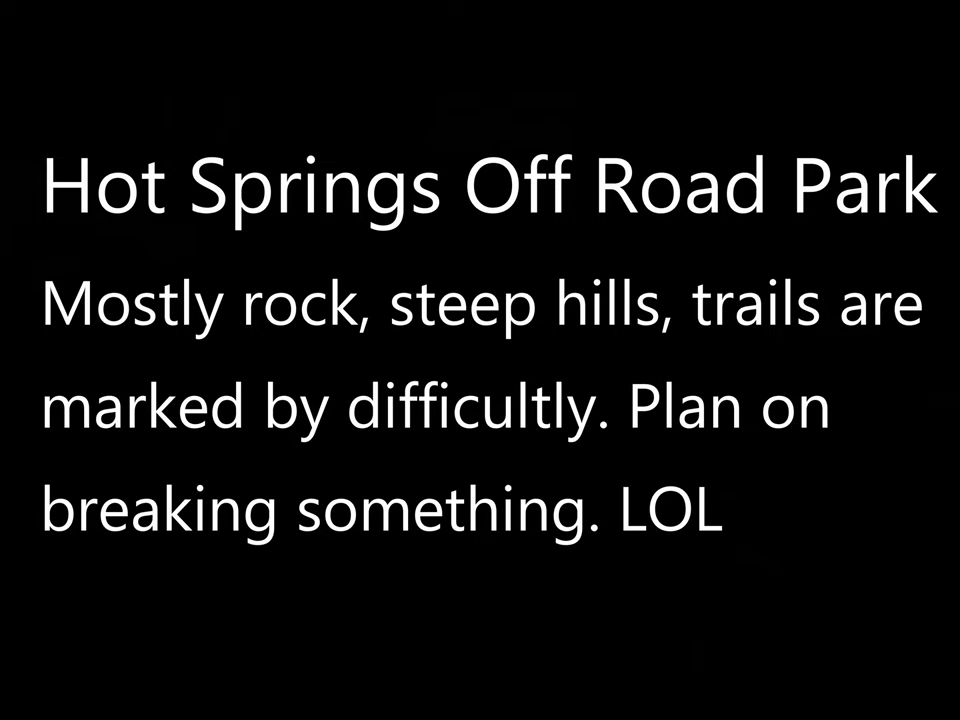 Hot Springs Off Road Park
Mostly rock, steep hills, trails are
marked by difficultly. Plan on
breaking something. LOL